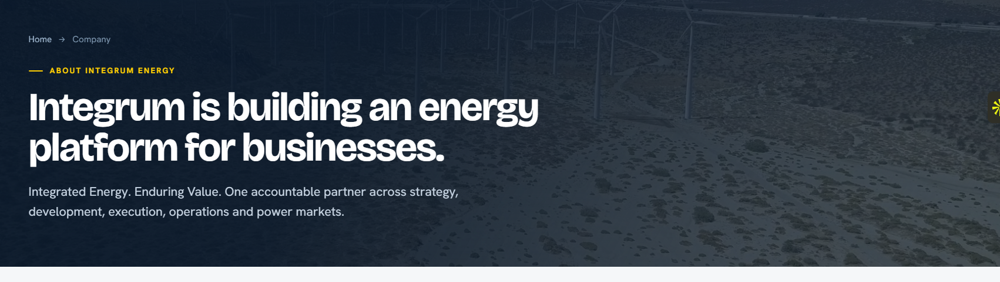 Home → Company
ABOUT INTEGRUM ENERGY
Integrum is building an energy
platform for businesses.
Integrated Energy. Enduring Value. One accountable partner across strategy,
development, execution, operations and power markets.